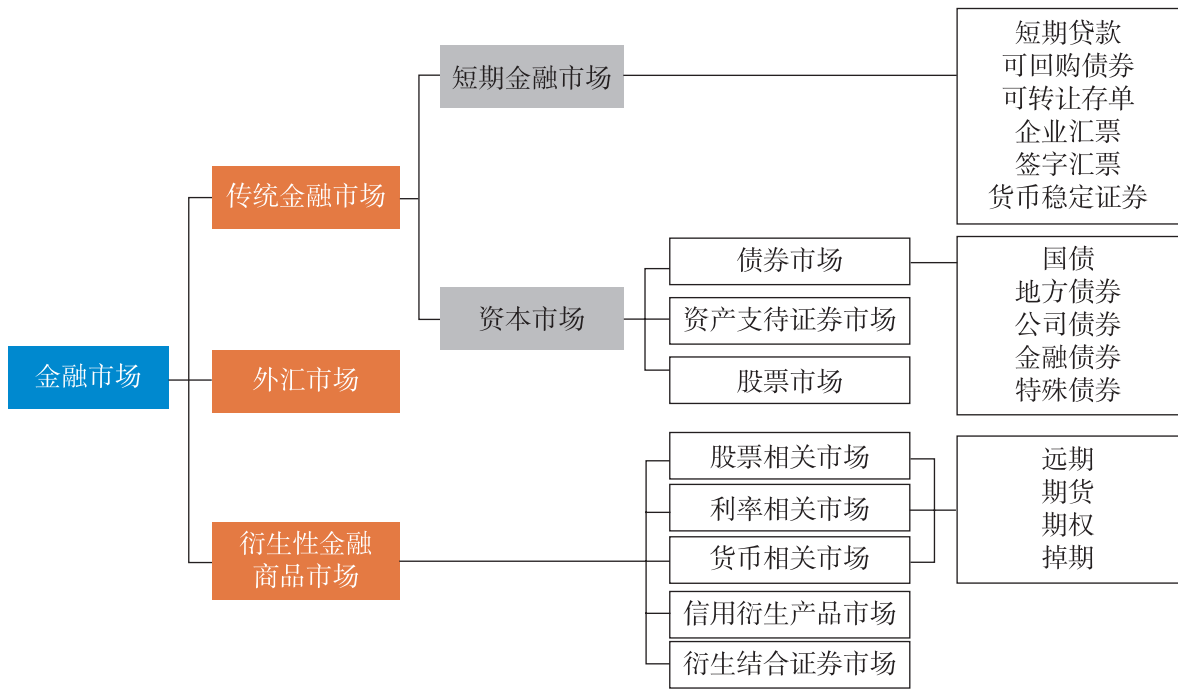 金融市场
传统金融市场
短期金融市场
短期贷款
可回购债券
可转让存单
企业汇票
签字汇票
货币稳定证券
资本市场
债券市场
国债
地方债券
公司债券
金融债券
特殊债券
资产支待证券市场
股票市场
外汇市场
衍生性金融
商品市场
股票相关市场
利率相关市场
货币相关市场
远期
期货
期权
掉期
信用衍生产品市场
衍生结合证券市场